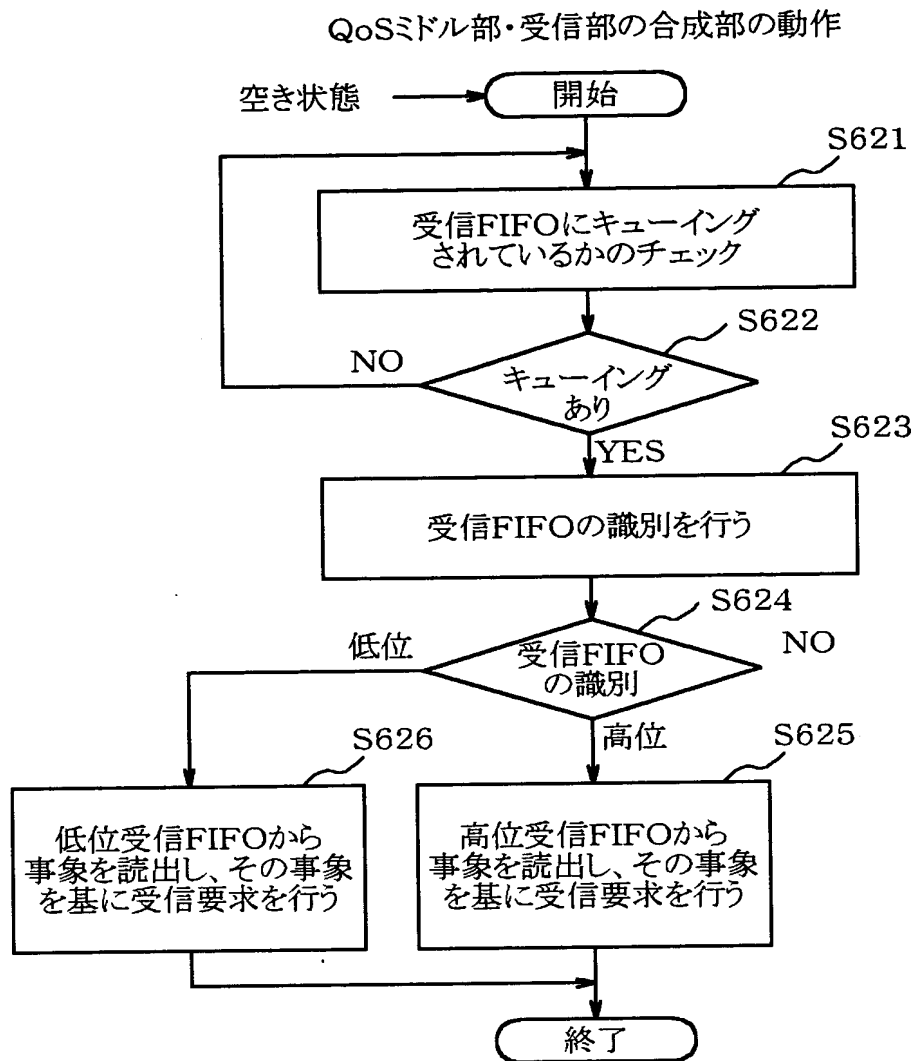 QoSミドル部・受信部の合成部の動作
空き状態
開始
S621
受信FIFOにキューイング
されているかのチェック
S622
NO
キューイング
あり
YES
S623
受信FIFOの識別を行う
S624
低位
受信FIFO
の識別
NO
高位
S626
S625
低位受信FIFOから
事象を読出し、その事象
を基に受信要求を行う
高位受信FIFOから
事象を読出し、その事象
を基に受信要求を行う
終了